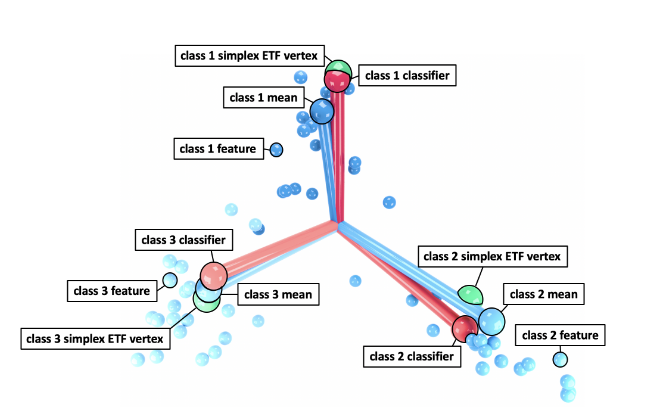 class 1 simplex ETF vertex
class 1 classifier
class 1 mean
class 1 feature
class 3 classifier
class 2 simplex ETF vertex
class 3 feature
class 3 mean
class 2 mean
class 3 simplex ETF vertex
class 2 feature
class 2 classifier